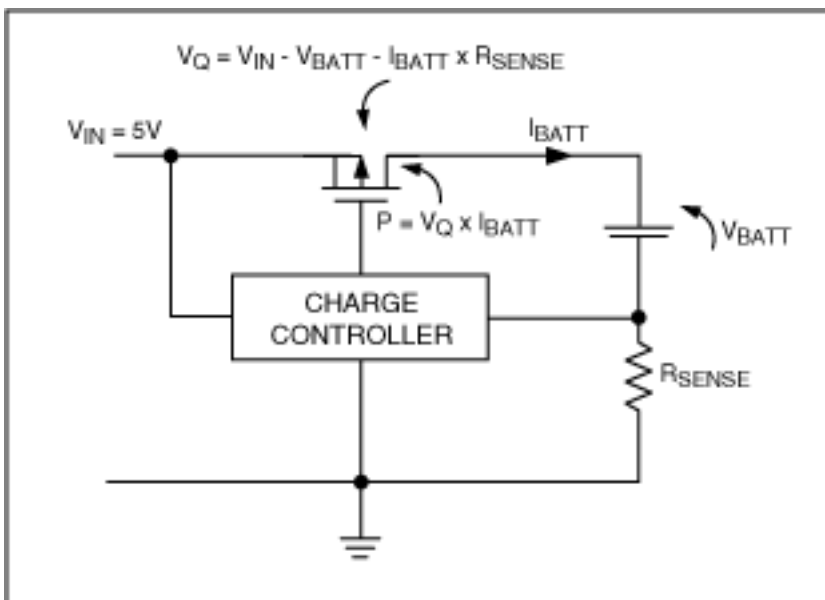 VQ = VIN - VBATT - IBATT x RSENSE
VIN = 5V
IBATT
P = VQ x IBATT
VBATT
CHARGE
CONTROLLER
RSENSE